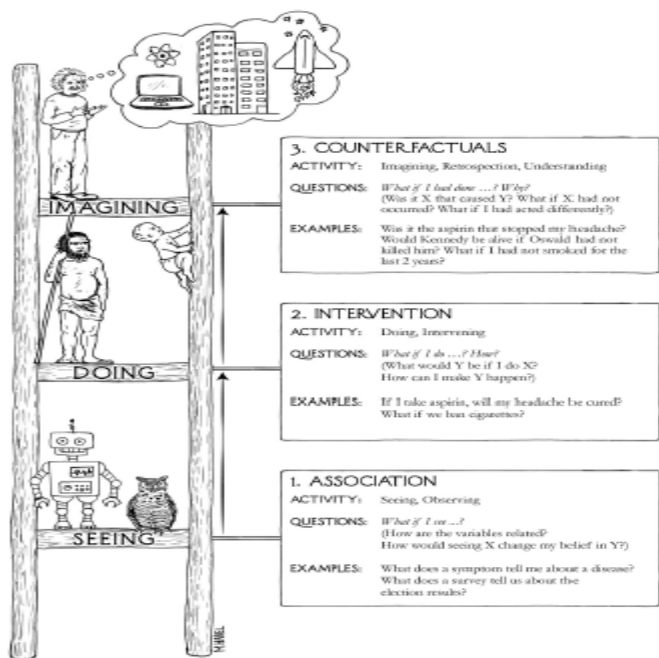 3. COUNTERFACTUALS
ACTIVITY: Imagining, Retrospection, Understanding
QUESTIONS: What if I had done …? Why?
(Was it X that caused Y? What if X had not
occurred? What if I had acted differently?)
EXAMPLES: Was it the aspirin that stopped my headache?
Would Kennedy be alive if Oswald had not
killed him? What if I had not smoked for the
last 2 years?
IMAGINING
2. INTERVENTION
ACTIVITY: Doing, Intervening
QUESTIONS: What if I do …? How?
(What would Y be if I do X?
How can I make Y happen?)
EXAMPLES: If I take aspirin, will my headache be cured?
What if we ban cigarettes?
DOING
1. ASSOCIATION
ACTIVITY: Seeing, Observing
QUESTIONS: What if I see …?
(How are the variables related?
How would seeing X change my belief in Y?)
EXAMPLES: What does a symptom tell me about a disease?
What does a survey tell us about the
election results?
SEEING